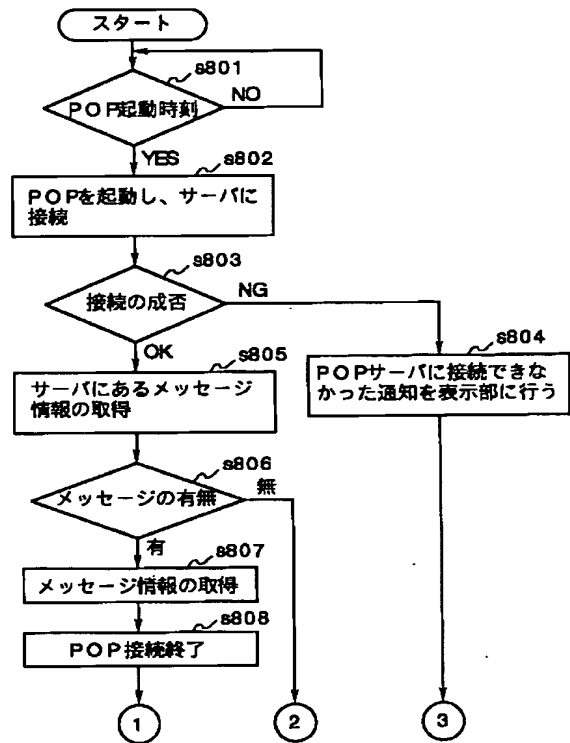 スタート
s801
POP起動時刻
NO
YES
s802
POPを起動し、サーバに
接続
s803
接続の成否
NG
OK
s804
POPサーバに接続できな
かった通知を表示部に行う
s805
サーバにあるメッセージ
情報の取得
s806
メッセージの有無
無
有
s807
メッセージ情報の取得
s808
POP接続終了
1
2
3